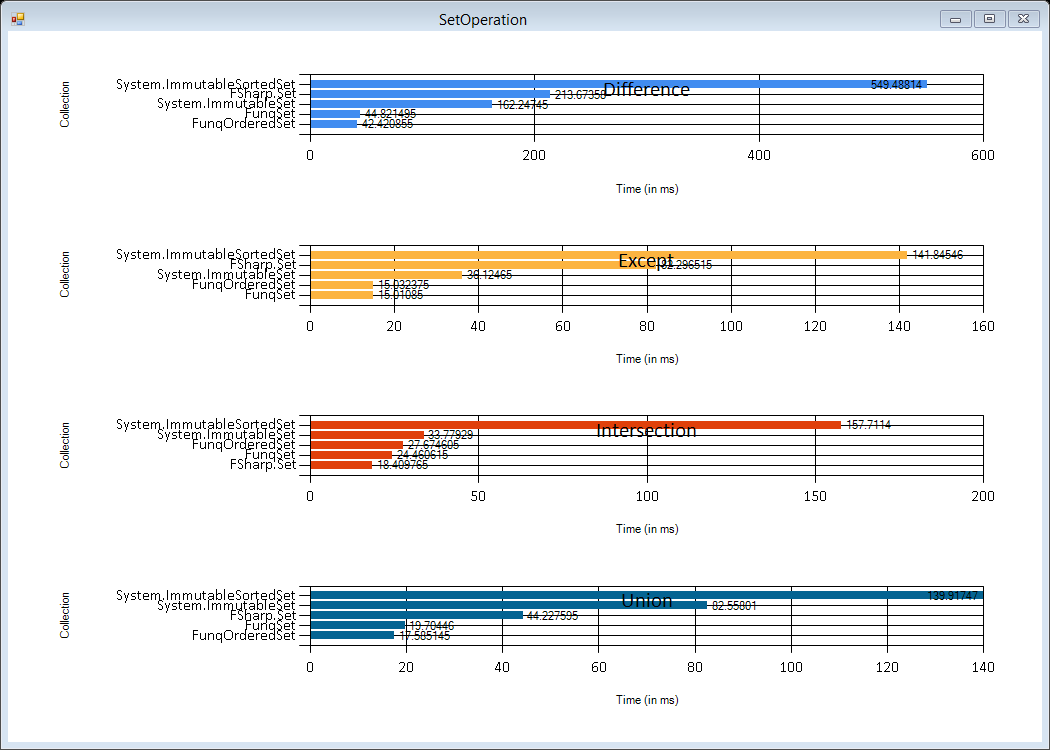 SetOperation
Difference
Collection
System.ImmutableSortedSet 549.48814
FSharp.Set 213.67358
System.ImmutableSet 162.24745
FunqSet 44.821495
FunqOrderedSet 42.420855
0 200 400 600
Time (in ms)
Except
Collection
System.ImmutableSortedSet 141.84546
FSharp.Set 82.296515
System.ImmutableSet 36.12465
FunqOrderedSet 15.032375
FunqSet 15.01085
0 20 40 60 80 100 120 140 160
Time (in ms)
Intersection
Collection
System.ImmutableSortedSet 157.7114
System.ImmutableSet 33.77929
FunqOrderedSet 27.674605
FunqSet 24.460615
FSharp.Set 18.409765
0 50 100 150 200
Time (in ms)
Union
Collection
System.ImmutableSortedSet 139.91747
System.ImmutableSet 82.55801
FSharp.Set 44.227595
FunqSet 19.70446
FunqOrderedSet 17.585145
0 20 40 60 80 100 120 140
Time (in ms)